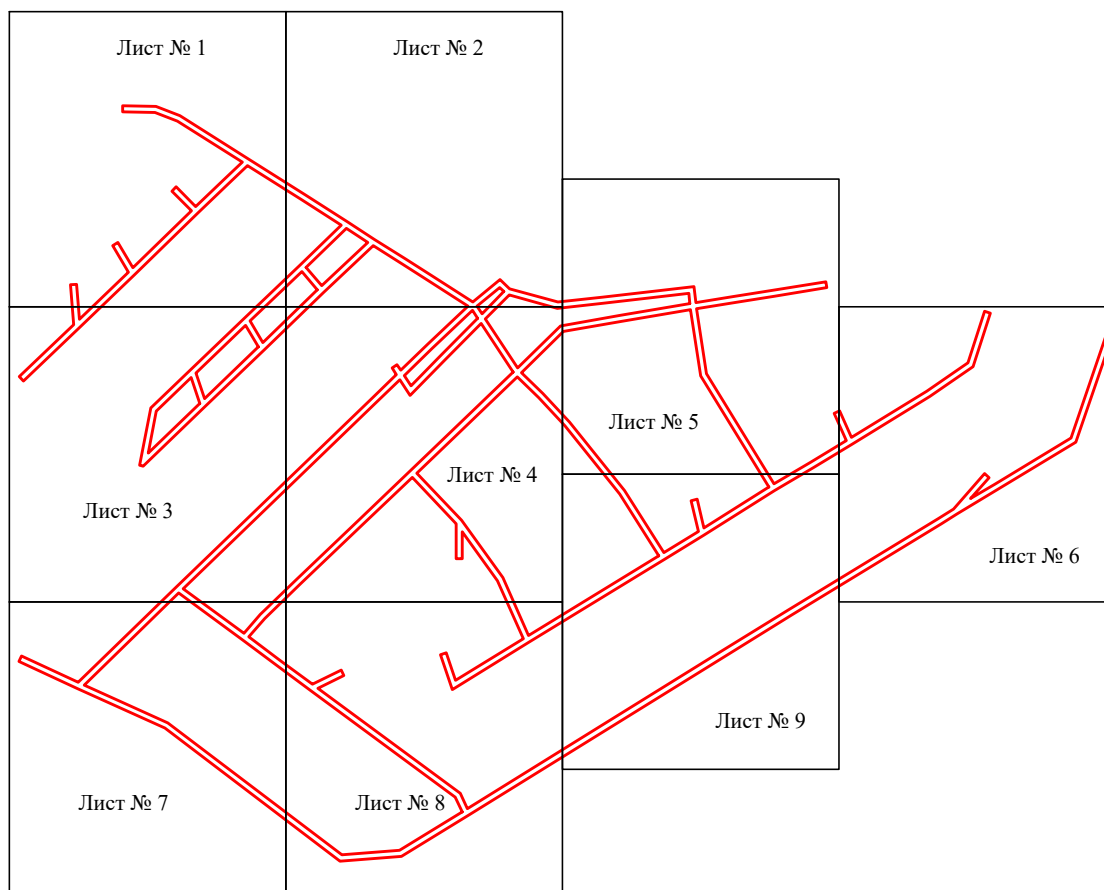 Лист № 1
Лист № 2
Лист № 5
Лист № 4
Лист № 3
Лист № 6
Лист № 9
Лист № 7
Лист № 8